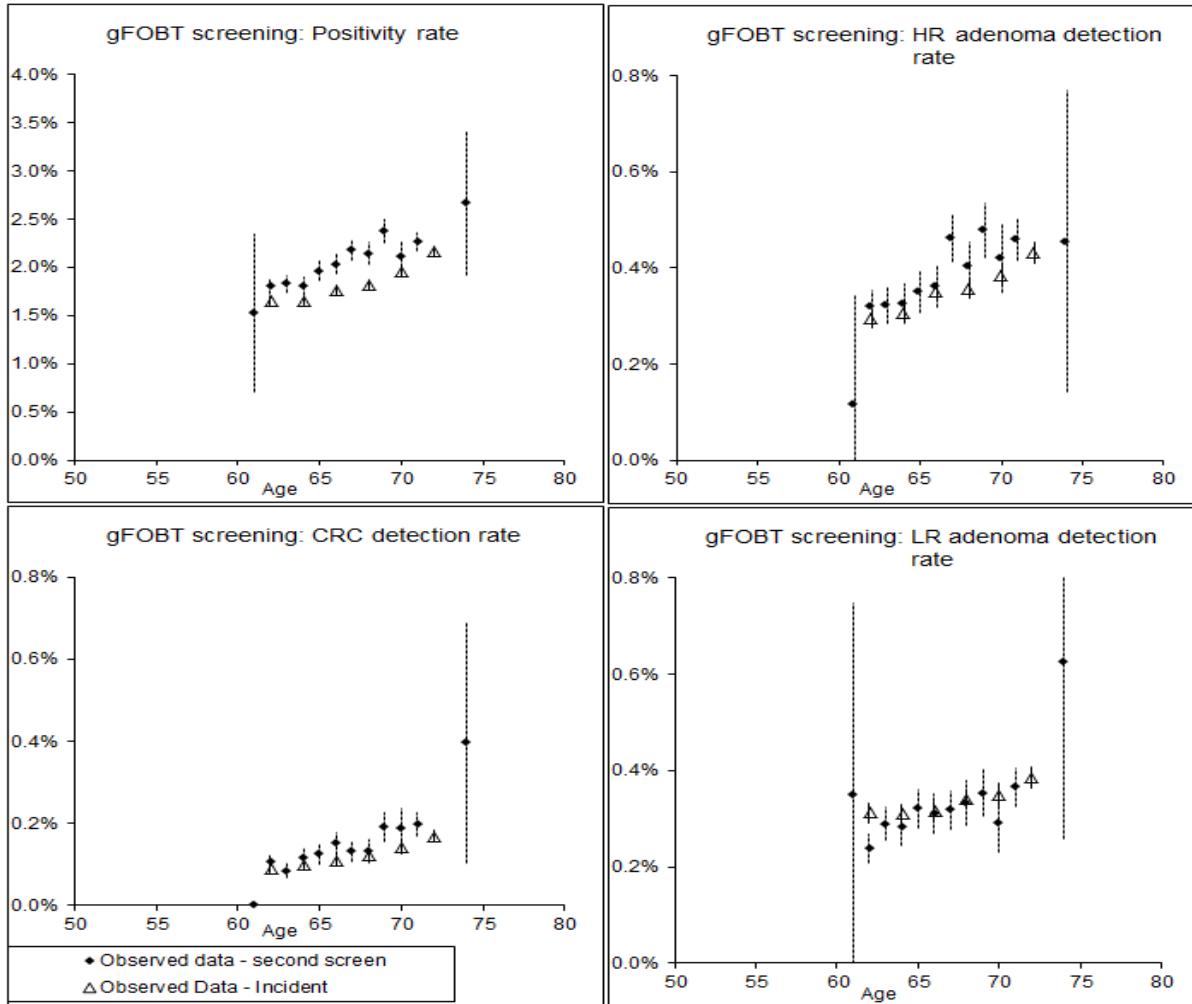 gFOBT screening: Positivity rate
4.0%
3.5%
3.0%
2.5%
2.0%
1.5%
1.0%
0.5%
0.0%
50 55 60 65 70 75 80
Age
gFOBT screening: HR adenoma detection
rate
0.8%
0.6%
0.4%
0.2%
0.0%
50 55 60 65 70 75 80
Age
gFOBT screening: CRC detection rate
0.8%
0.6%
0.4%
0.2%
0.0%
50 55 60 65 70 75 80
Age
Observed data - second screen
Observed Data - Incident
gFOBT screening: LR adenoma detection
rate
0.8%
0.6%
0.4%
0.2%
0.0%
50 55 60 65 70 75 80
Age